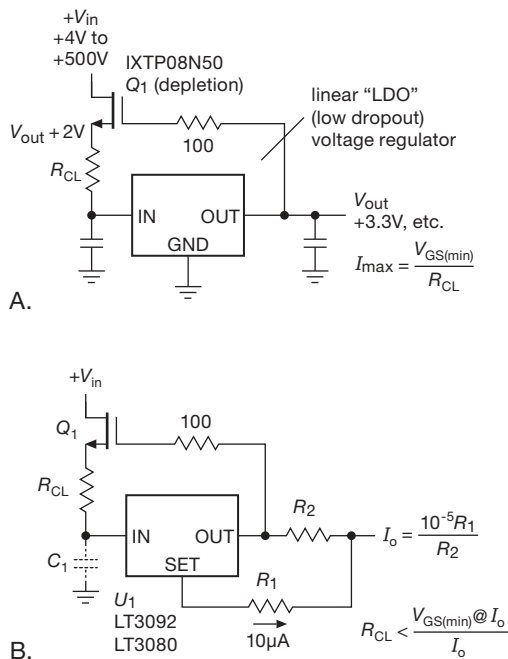 +Vin
+4V to
+500V
IXTP08N50
Q1 (depletion)
linear “LDO”
(low dropout)
voltage regulator
Vout + 2V
100
RCL
IN
OUT
GND
Vout
+3.3V, etc.
Imax = VGS(min) / RCL
A.
+Vin
Q1
100
RCL
IN
OUT
SET
R2
Io = 10^-5R1 / R2
C1
U1
LT3092
LT3080
R1
10μA
RCL < VGS(min)@ Io / Io
B.